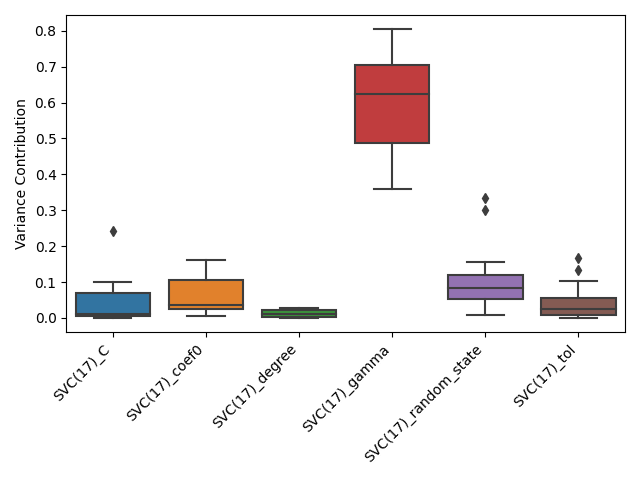 0.8
0.7
0.6
0.5
0.4
0.3
0.2
0.1
0.0
Variance Contribution
SVC(17)_C
SVC(17)_coef0
SVC(17)_degree
SVC(17)_gamma
SVC(17)_random_state
SVC(17)_tol